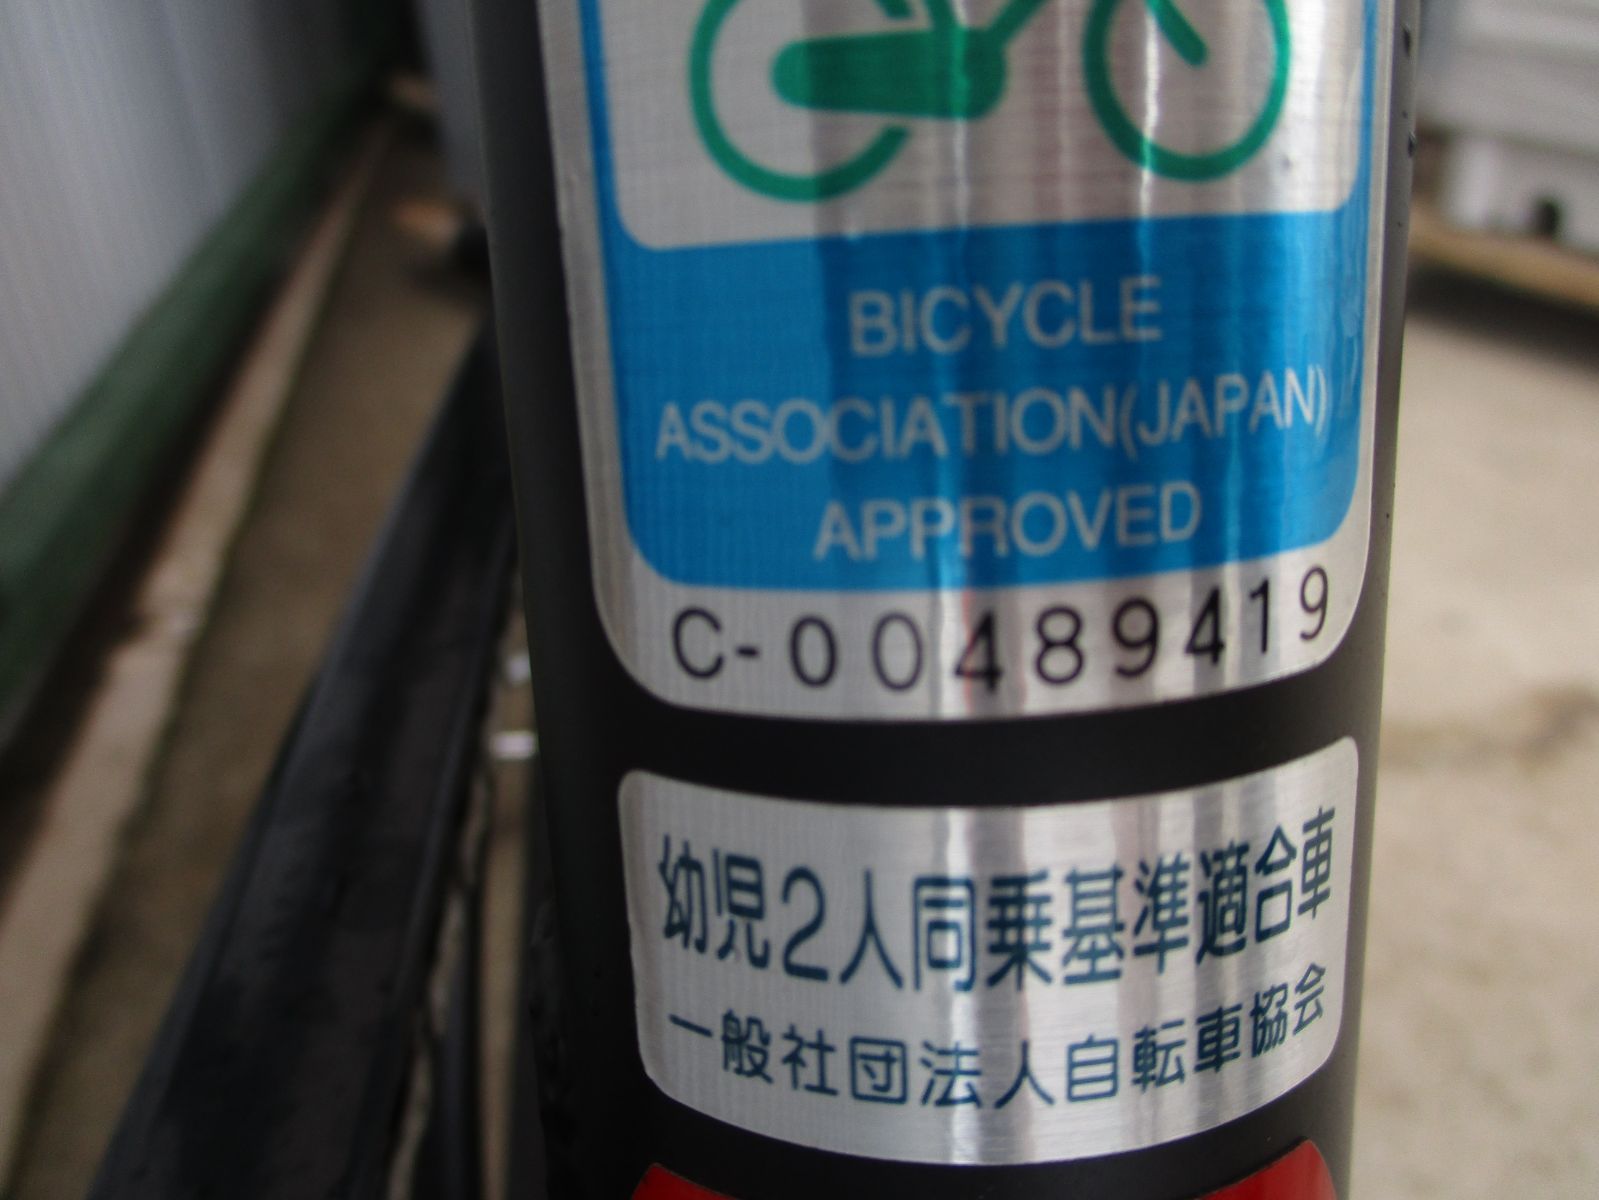 BICYCLE
ASSOCIATION(JAPAN)
APPROVED
C-00489419
幼児2人同乗基準適合車
一般社団法人自転車協会